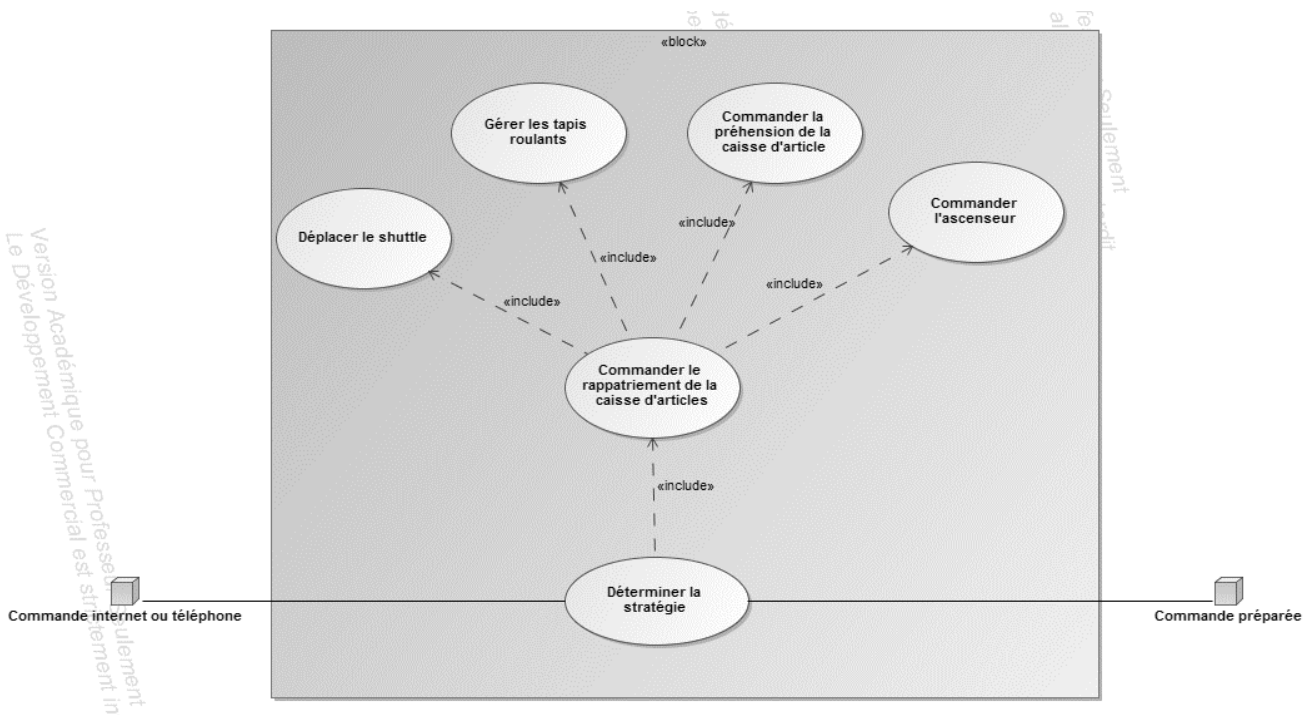 «block»
Gérer les tapis
roulants
Commander la
préhension de la
caisse d'article
Commander
l'ascenseur
Déplacer le shuttle
«include»
«include»
«include»
«include»
Commander le
rappatriement de la
caisse d'articles
«include»
Déterminer la
stratégie
Commande internet ou téléphone
Commande préparée
Version Académique pour Professeur Seulement
Le Développement Commercial est strictement in
Seulement